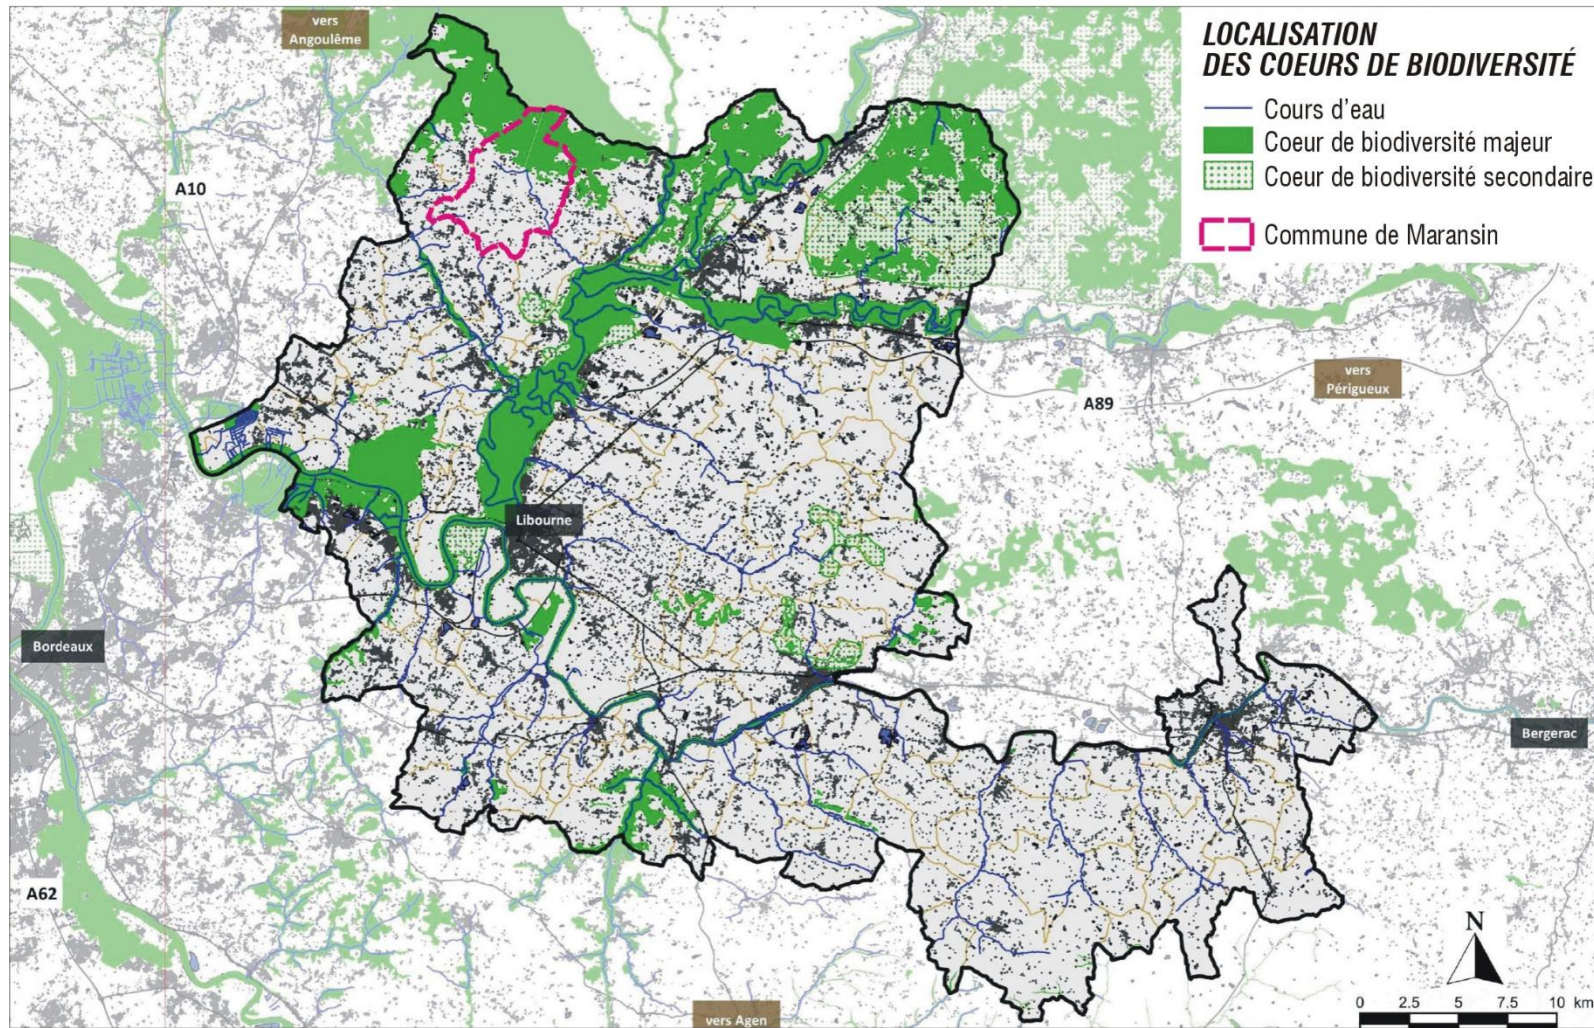 vers
Angoulême
LOCALISATION
DES COEURS DE BIODIVERSITÉ
Cours d'eau
Coeur de biodiversité majeur
Coeur de biodiversité secondaire
Commune de Maransin
A10
vers
Périgueux
A89
Libourne
Bordeaux
Bergerac
A62
N
vers Agen
0 2.5 5 7.5 10 km